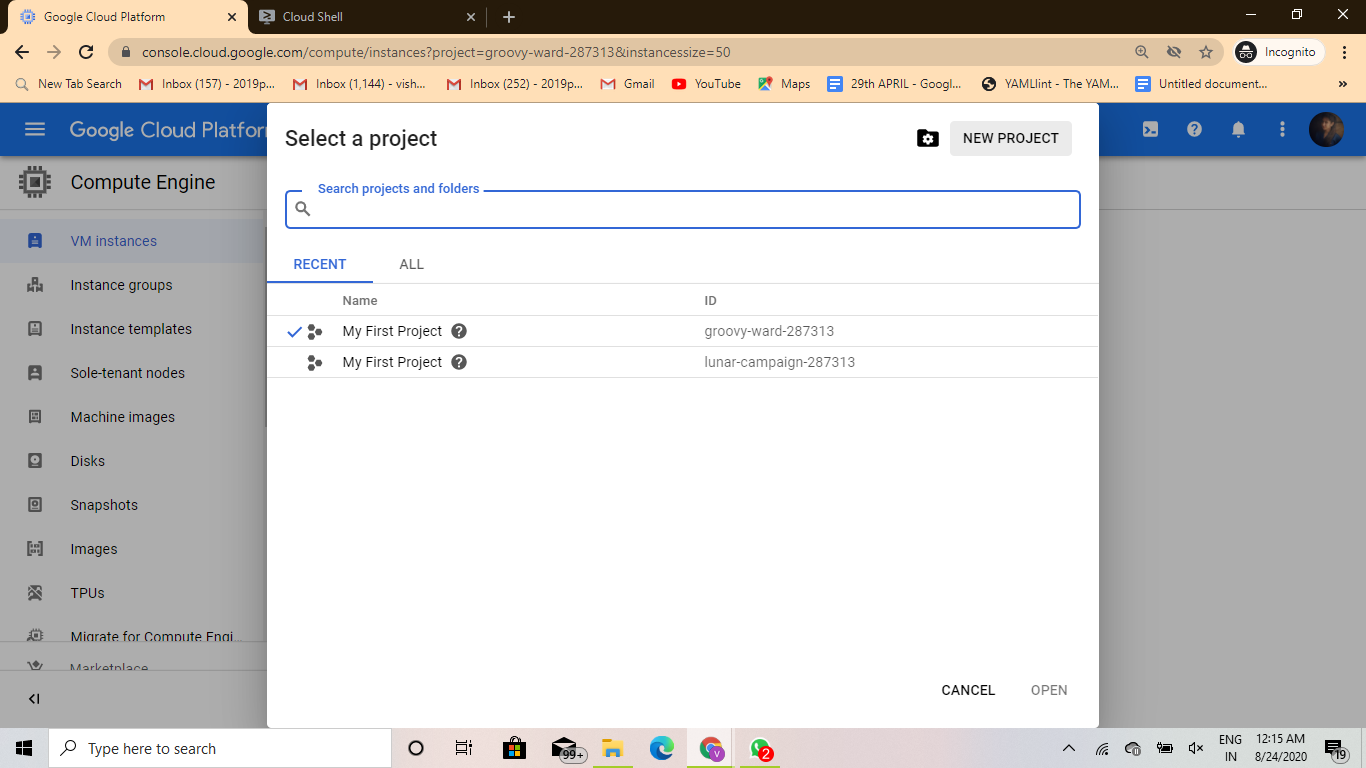 Google Cloud Platform
Cloud Shell
console.cloud.google.com/compute/instances?project=groovy-ward-287313&instancessize=50
Incognito
New Tab Search
Inbox (157) - 2019p...
Inbox (1,144) - vish...
Inbox (252) - 2019p...
Gmail
YouTube
Maps
29th APRIL - Googl...
YAMLlint - The YAM...
Untitled document...
Google Cloud Platfor
Compute Engine
VM instances
Instance groups
Instance templates
Sole-tenant nodes
Machine images
Disks
Snapshots
Images
TPUs
Migrate for Compute Engi...
Marketplace
Select a project
NEW PROJECT
Search projects and folders
RECENT
ALL
Name ID
My First Project groovy-ward-287313
My First Project lunar-campaign-287313
CANCEL
OPEN
Type here to search
99+
V
2
ENG
IN
12:15 AM
8/24/2020
19